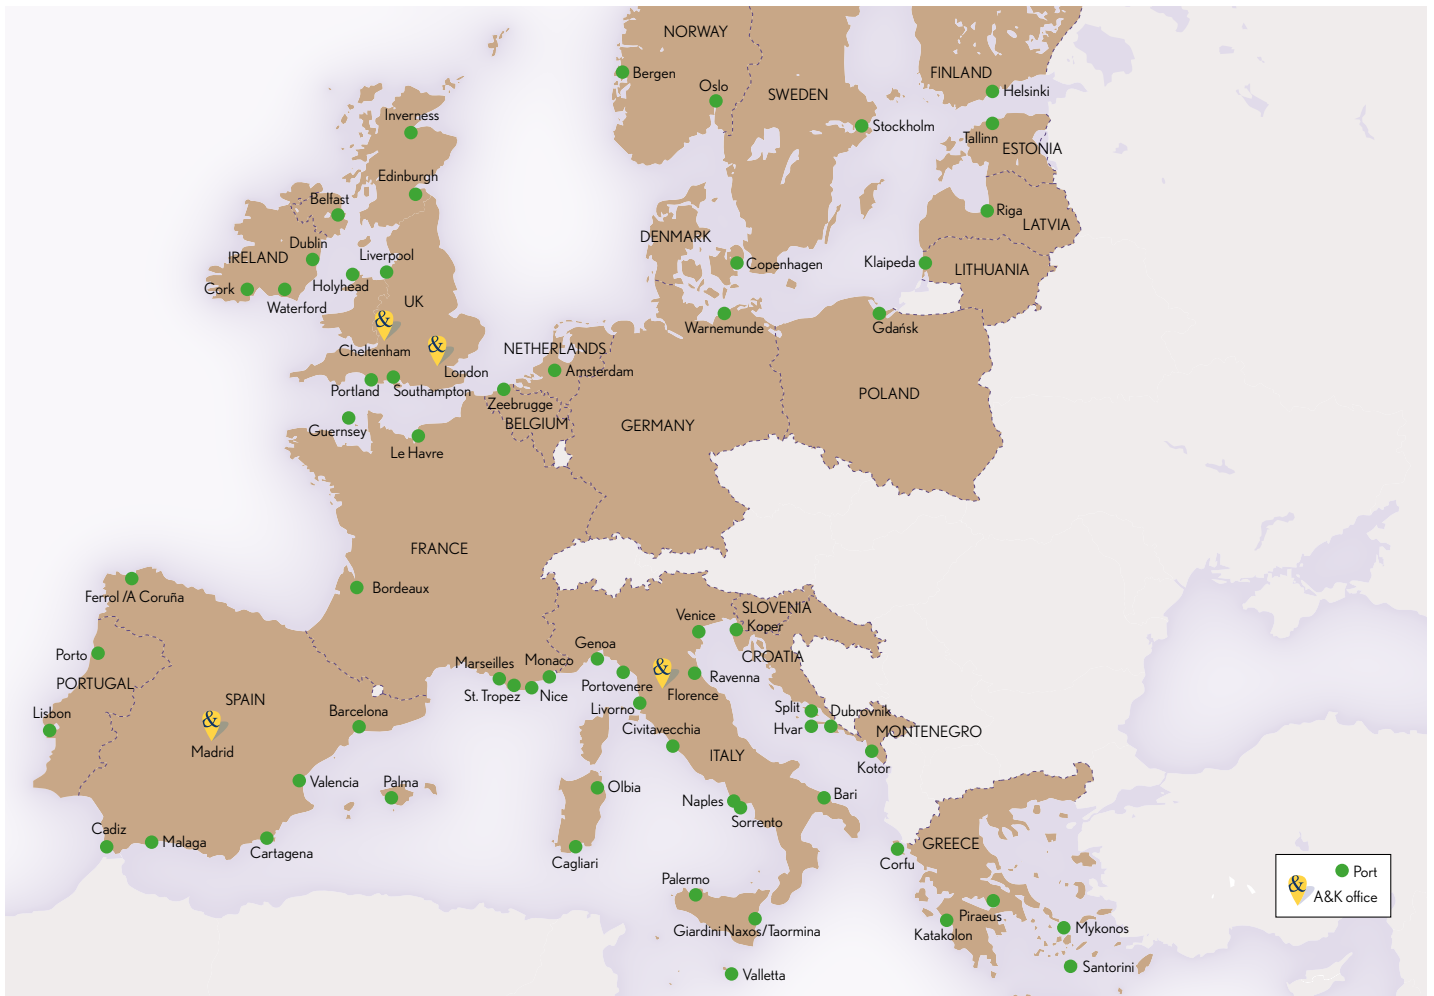 NORWAY
Bergen
Oslo
SWEDEN
FINLAND
Helsinki
Inverness
Stockholm
Tallinn
ESTONIA
Edinburgh
Belfast
Riga
LATVIA
DENMARK
Dublin
IRELAND
Liverpool
Copenhagen
Klaipeda
LITHUANIA
Cork
Holyhead
Waterford
UK
&
Cheltenham
&
London
Warnemunde
Gdańsk
NETHERLANDS
Amsterdam
Portland
Southampton
Zeebrugge
BELGIUM
GERMANY
POLAND
Guernsey
Le Havre
FRANCE
Bordeaux
Ferrol /A Coruña
SLOVENIA
Venice
Koper
Porto
Genoa
CROATIA
Marseilles
Monaco
&
Ravenna
PORTUGAL
St. Tropez
Nice
Portovenere
Florence
SPAIN
Livorno
Split
Dubrovnik
Lisbon
Barcelona
&
Civitavecchia
Hvar
MONTENEGRO
Madrid
ITALY
Kotor
Valencia
Palma
Olbia
Naples
Bari
Sorrento
Cadiz
Malaga
Cartagena
Cagliari
GREECE
Corfu
Palermo
Port
&
A&K office
Giardini Naxos/Taormina
Piraeus
Katakolon
Mykonos
Santorini
Valletta